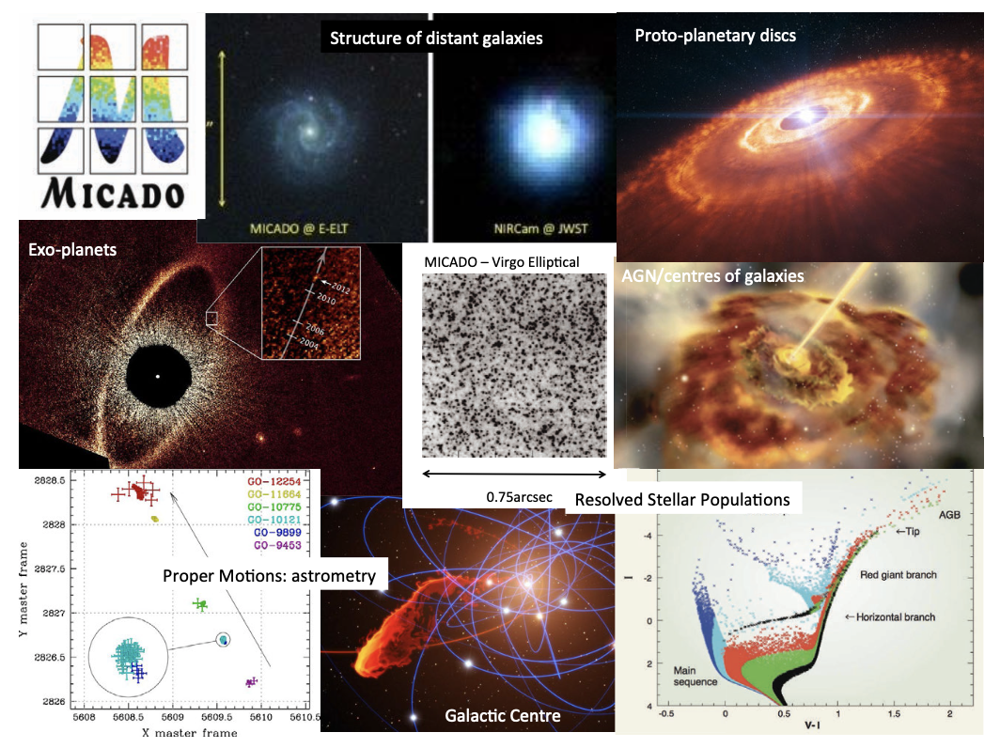 MICADO
Structure of distant galaxies
″
MICADO @ E-ELT
NIRCam @ JWST
Proto-planetary discs
Exo-planets
2012
2010
2006
2004
MICADO – Virgo Elliptical
0.75arcsec
AGN/centres of galaxies
GO-12254
GO-11664
GO-10775
GO-10121
GO-9899
GO-9453
Proper Motions: astrometry
Y master frame
2828.5
2828
2827.5
2827
2826.5
2826
5608 5608.5 5609 5609.5 5610 5610.5
X master frame
Galactic Centre
Resolved Stellar Populations
AGB
←Tip
Red giant branch
←Horizontal branch
Main
sequence
I
-4
-2
0
2
4
-0.5 0 0.5 1 1.5 2
V-I